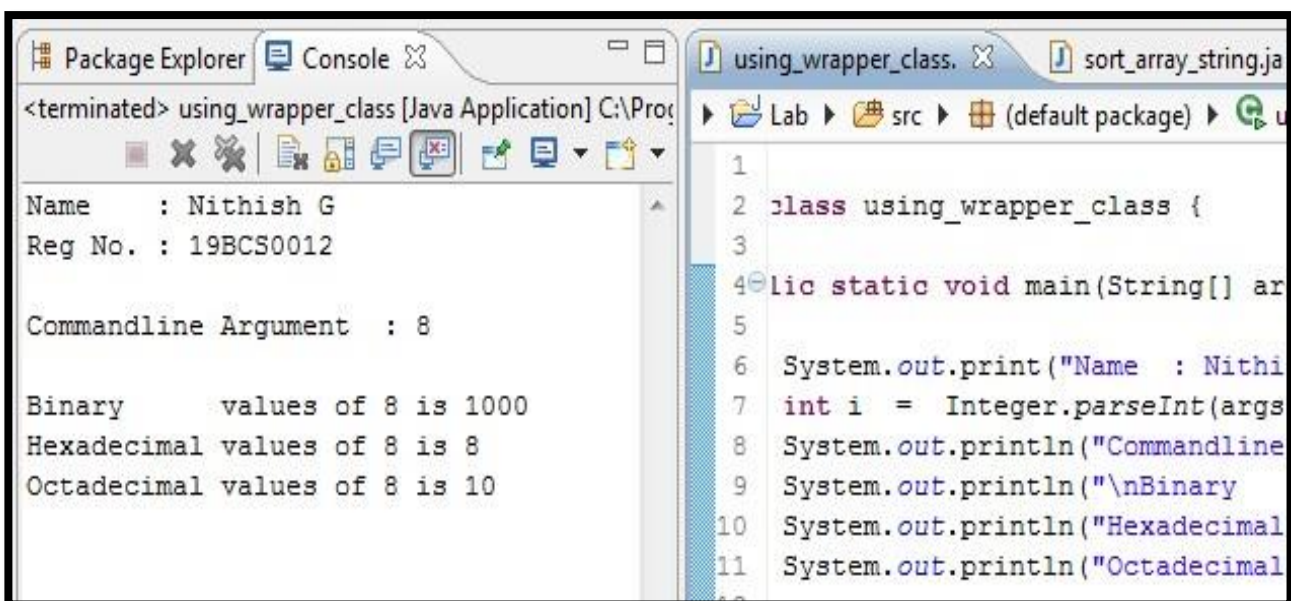 Package Explorer Console
<terminated> using_wrapper_class [Java Application] C:\Prog
Name : Nithish G
Reg No. : 19BCS0012
Commandline Argument : 8
Binary values of 8 is 1000
Hexadecimal values of 8 is 8
Octadecimal values of 8 is 10
using_wrapper_class. sort_array_string.ja
Lab src (default package) u
1
2 class using_wrapper_class {
3
4 lic static void main(String[] ar
5
6 System.out.print("Name : Nithi
7 int i = Integer.parseInt(args
8 System.out.println("Commandline
9 System.out.println("\nBinary
10 System.out.println("Hexadecimal
11 System.out.println("Octadecimal